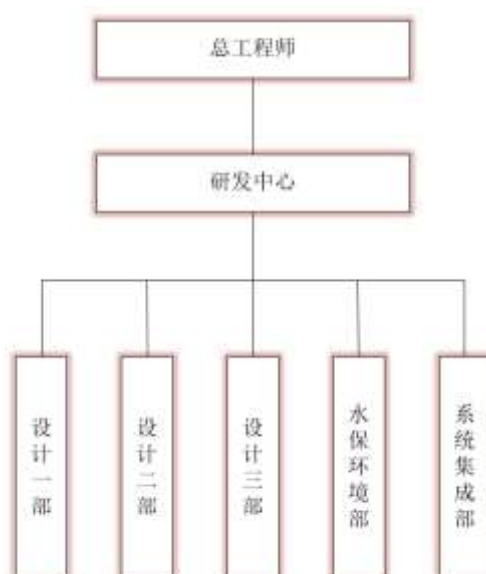 总工程师
研发中心
设计一部
设计二部
设计三部
水保环境部
系统集成部